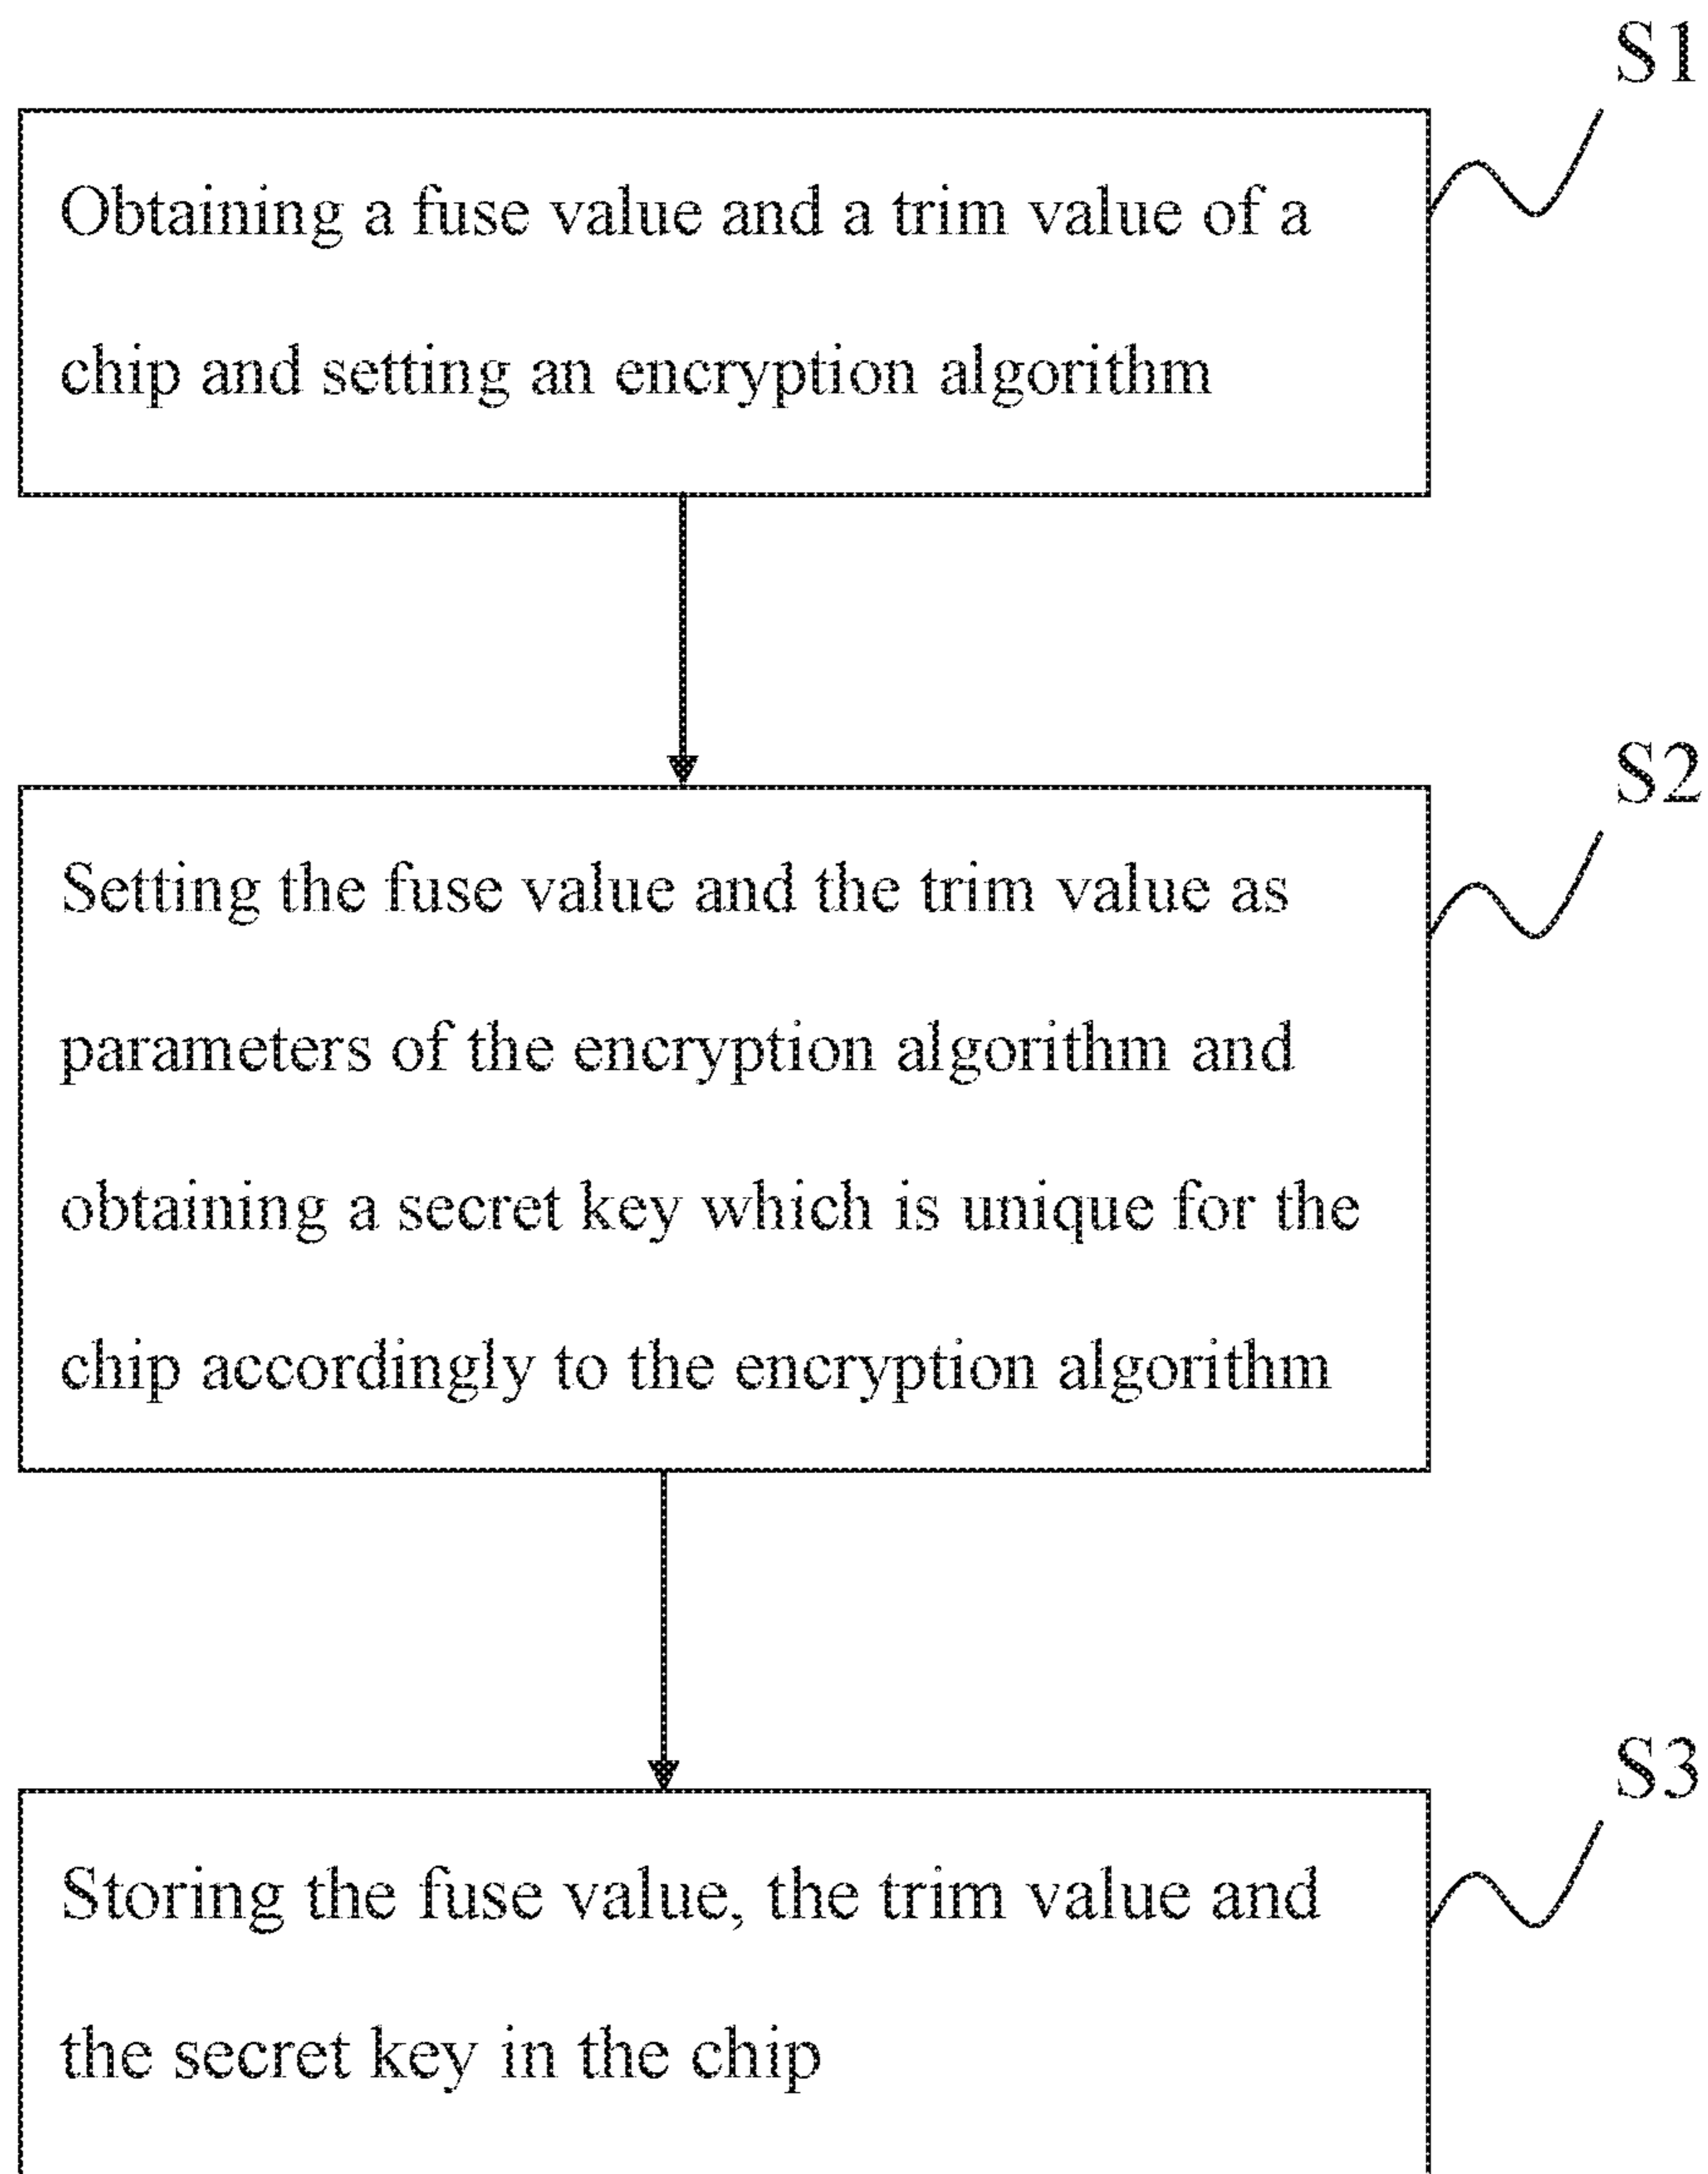 S1
Obtaining a fuse value and a trim value of a
chip and setting an encryption algorithm
S2
Setting the fuse value and the trim value as
parameters of the encryption algorithm and
obtaining a secret key which is unique for the
chip accordingly to the encryption algorithm
S3
Storing the fuse value, the trim value and
the secret key in the chip